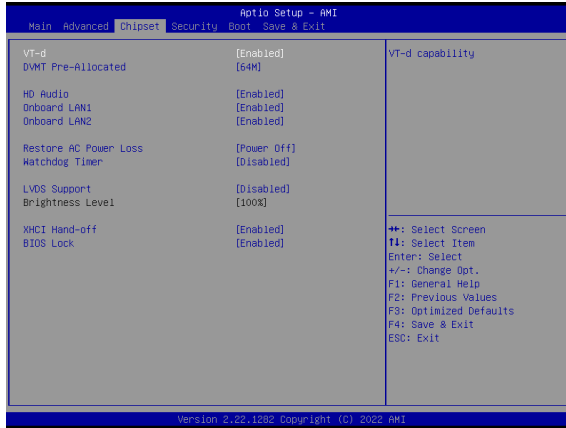 Aptio Setup – AMI
Main Advanced Chipset Security Boot Save & Exit
VT-d [Enabled]
DVMT Pre-Allocated [64M]
HD Audio [Enabled]
Onboard LAN1 [Enabled]
Onboard LAN2 [Enabled]
Restore AC Power Loss [Power Off]
Watchdog Timer [Disabled]
LVDS Support [Disabled]
Brightness Level [100%]
XHCI Hand-off [Enabled]
BIOS Lock [Enabled]
VT-d capability
→←: Select Screen
↑↓: Select Item
Enter: Select
+/-: Change Opt.
F1: General Help
F2: Previous Values
F3: Optimized Defaults
F4: Save & Exit
ESC: Exit
Version 2.22.1282 Copyright (C) 2022 AMI